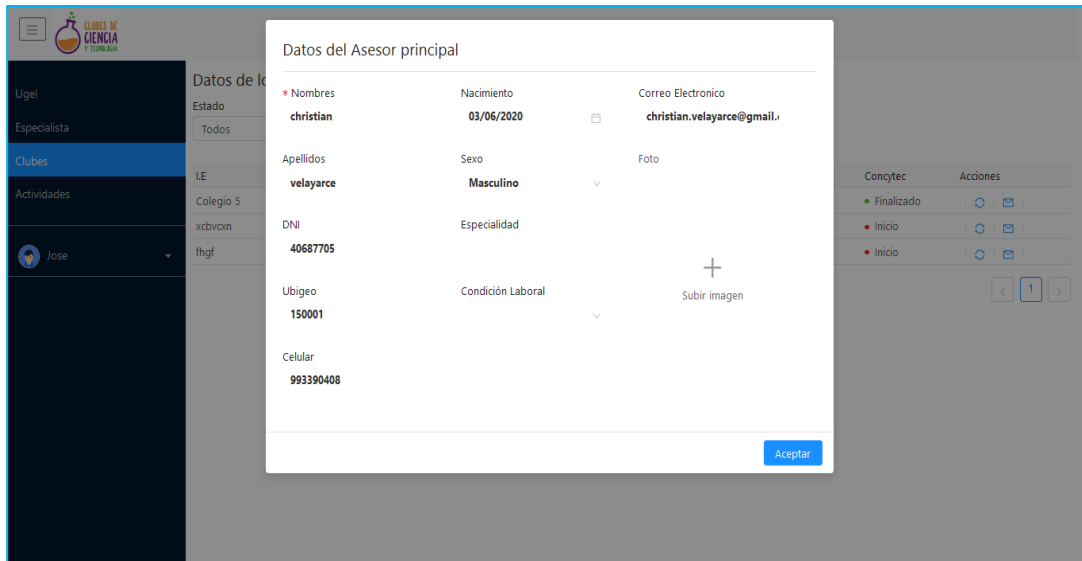 CLUBES DE
CIENCIA
Y TECNOLOGÍA
Ugel
Especialista
Clubes
Actividades
Jose
Datos de lo
Estado
Todos
I.E
Concytec
Acciones
Colegio 5
Finalizado
xcbvcxn
Inicio
fhgf
Inicio
1
Datos del Asesor principal
* Nombres
Nacimiento
Correo Electronico
christian
03/06/2020
christian.velayarce@gmail.
Apellidos
Sexo
Foto
velayarce
Masculino
DNI
Especialidad
40687705
Subir imagen
Ubigeo
Condición Laboral
150001
Celular
993390408
Aceptar